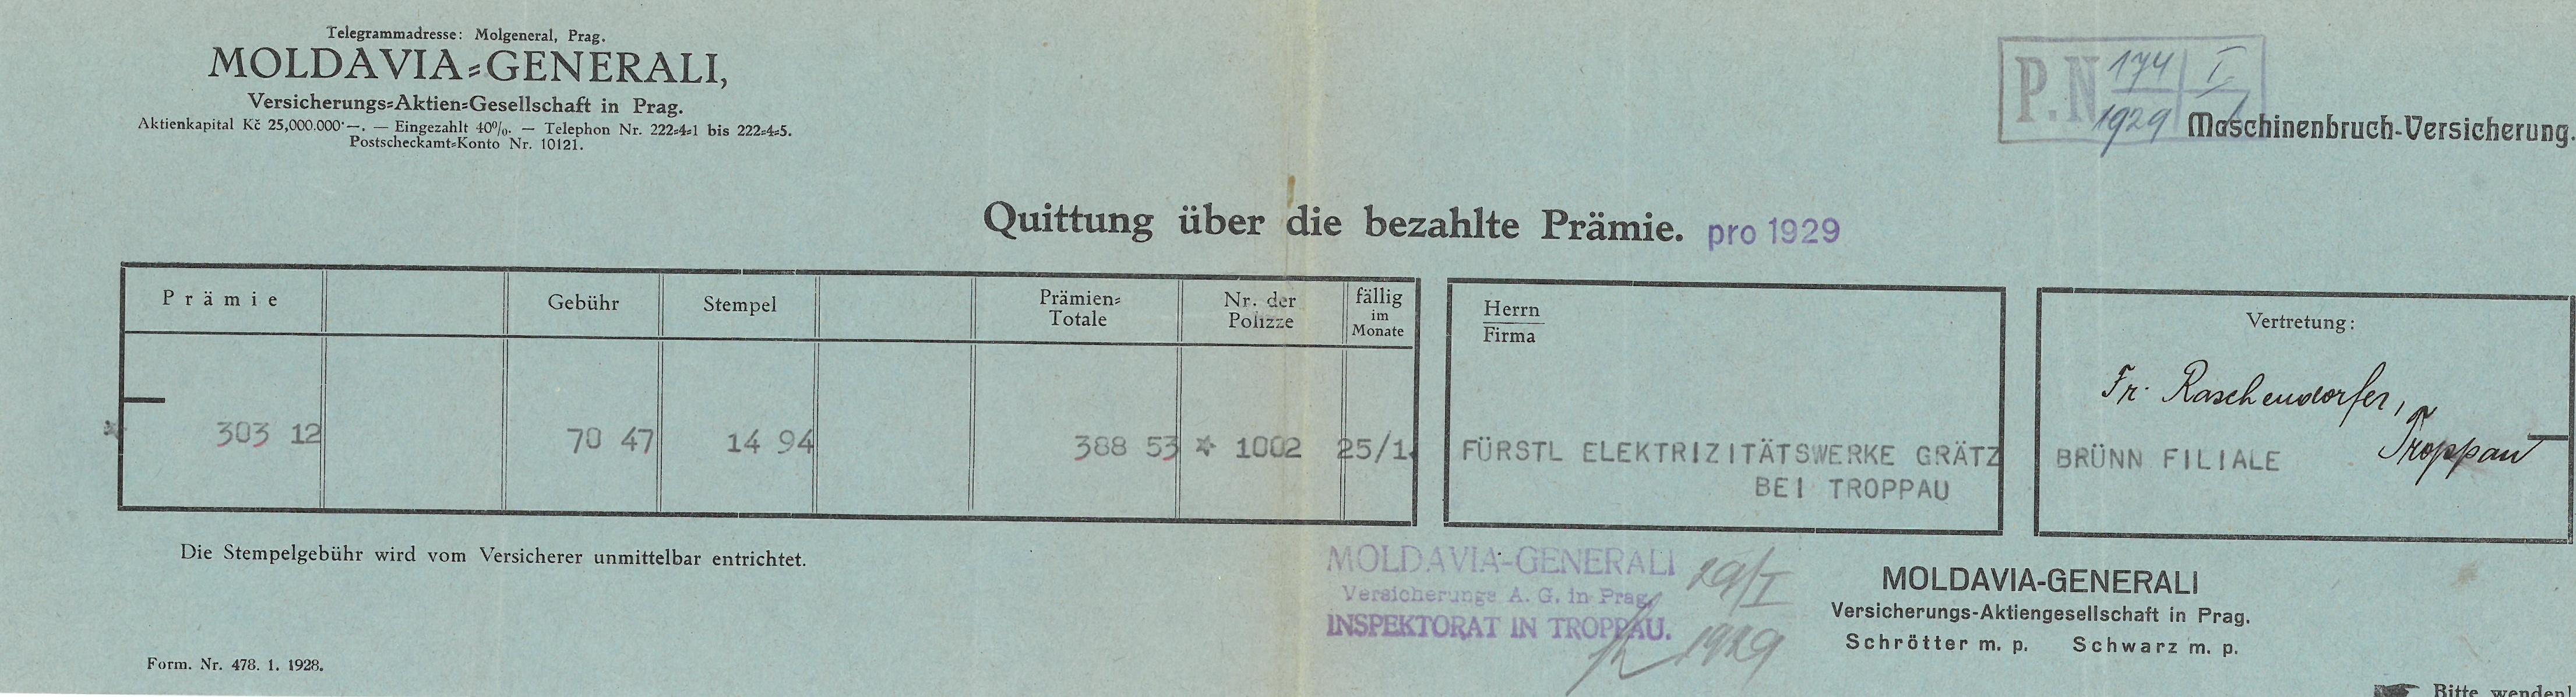 Telegrammadresse: Molgeneral, Prag.
MOLDAVIA=GENERALI,
Versicherungs=Aktien=Gesellschaft in Prag.
Aktienkapital Kč 25,000.000·—. — Eingezahlt 40%. — Telephon Nr. 222=4=1 bis 222=4=5.
Postscheckamt=Konto Nr. 10121.
P.N 174 I
1929
Maschinenbruch-Versicherung.
Quittung über die bezahlte Prämie. pro 1929
Prämie Gebühr Stempel Prämien= Totale Nr. der Polizze fällig im Monate
303 12 70 47 14 94 388 53 * 1002 25/1.
Herrn
Firma
FÜRSTL ELEKTRIZITÄTSWERKE GRÄTZ
BEI TROPPAU
Vertretung:
Fr. Raschendorfer,
Troppau
BRÜNN FILIALE
Die Stempelgebühr wird vom Versicherer unmittelbar entrichtet.
MOLDAVIA-GENERALI
Versicherungs A. G. in Prag.
INSPEKTORAT IN TROPPAU.
29/I
1929
MOLDAVIA-GENERALI
Versicherungs-Aktiengesellschaft in Prag.
Schrötter m. p. Schwarz m. p.
Form. Nr. 478. 1. 1928.
Bitte wenden!